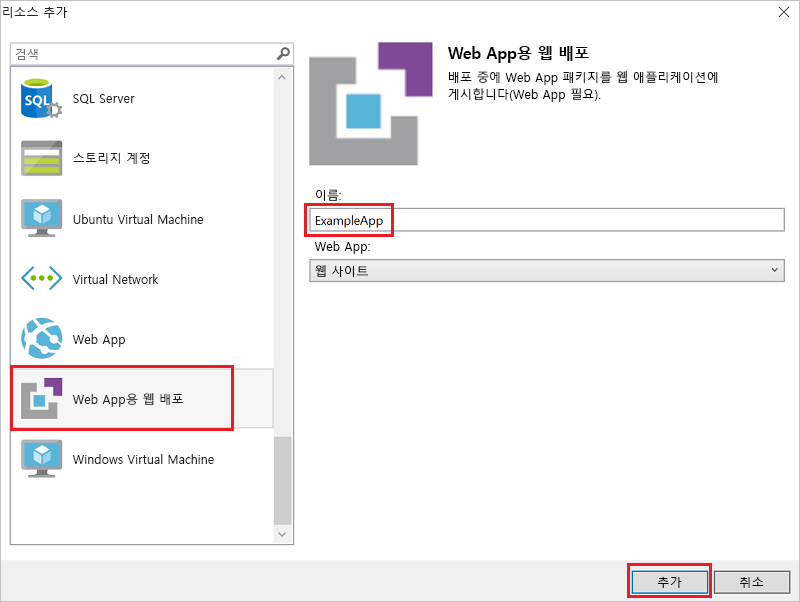 리소스 추가
검색
SQL
SQL Server
스토리지 계정
Ubuntu Virtual Machine
Virtual Network
Web App
Web App용 웹 배포
Windows Virtual Machine
Web App용 웹 배포
배포 중에 Web App 패키지를 웹 애플리케이션에
게시합니다(Web App 필요).
이름:
ExampleApp
Web App:
웹 사이트
추가
취소